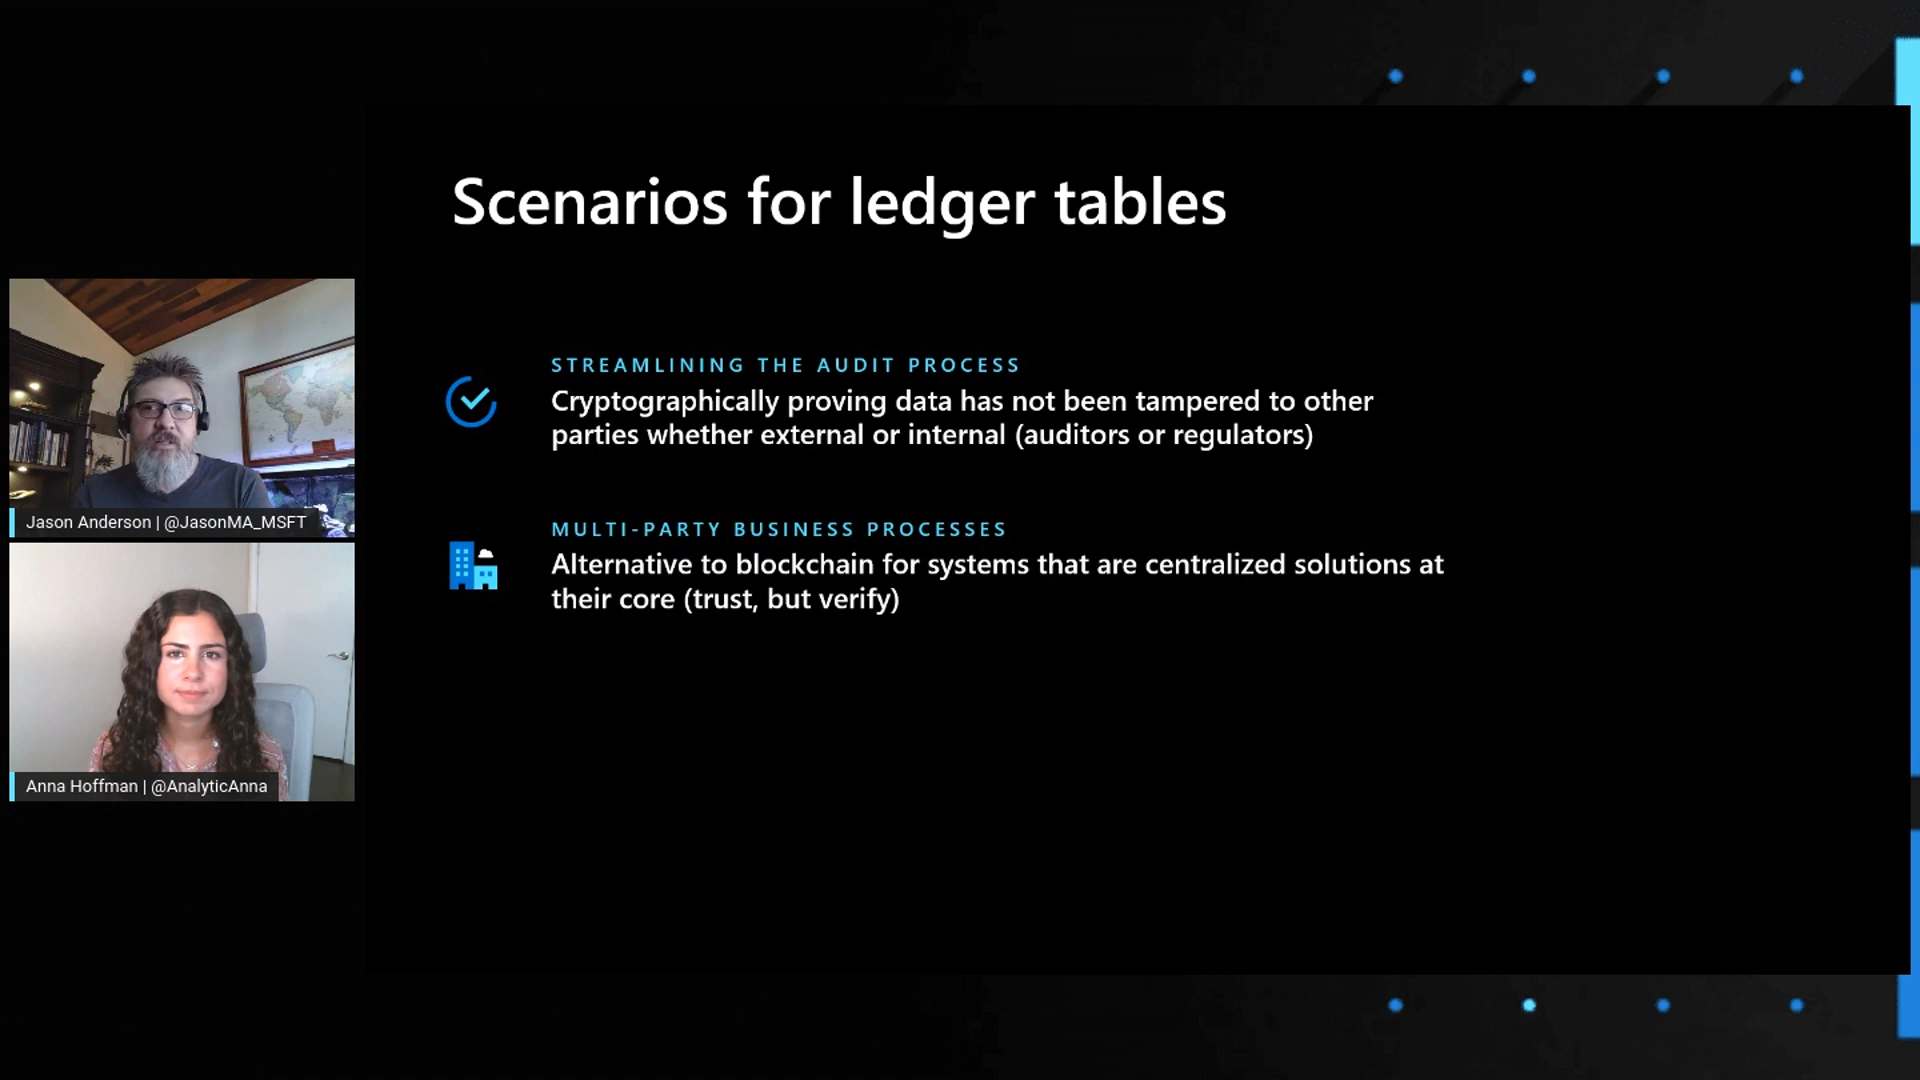 Scenarios for ledger tables
STREAMLINING THE AUDIT PROCESS
Cryptographically proving data has not been tampered to other
parties whether external or internal (auditors or regulators)
MULTI-PARTY BUSINESS PROCESSES
Alternative to blockchain for systems that are centralized solutions at
their core (trust, but verify)
Jason Anderson | @JasonMA_MSFT
Anna Hoffman | @AnalyticAnna